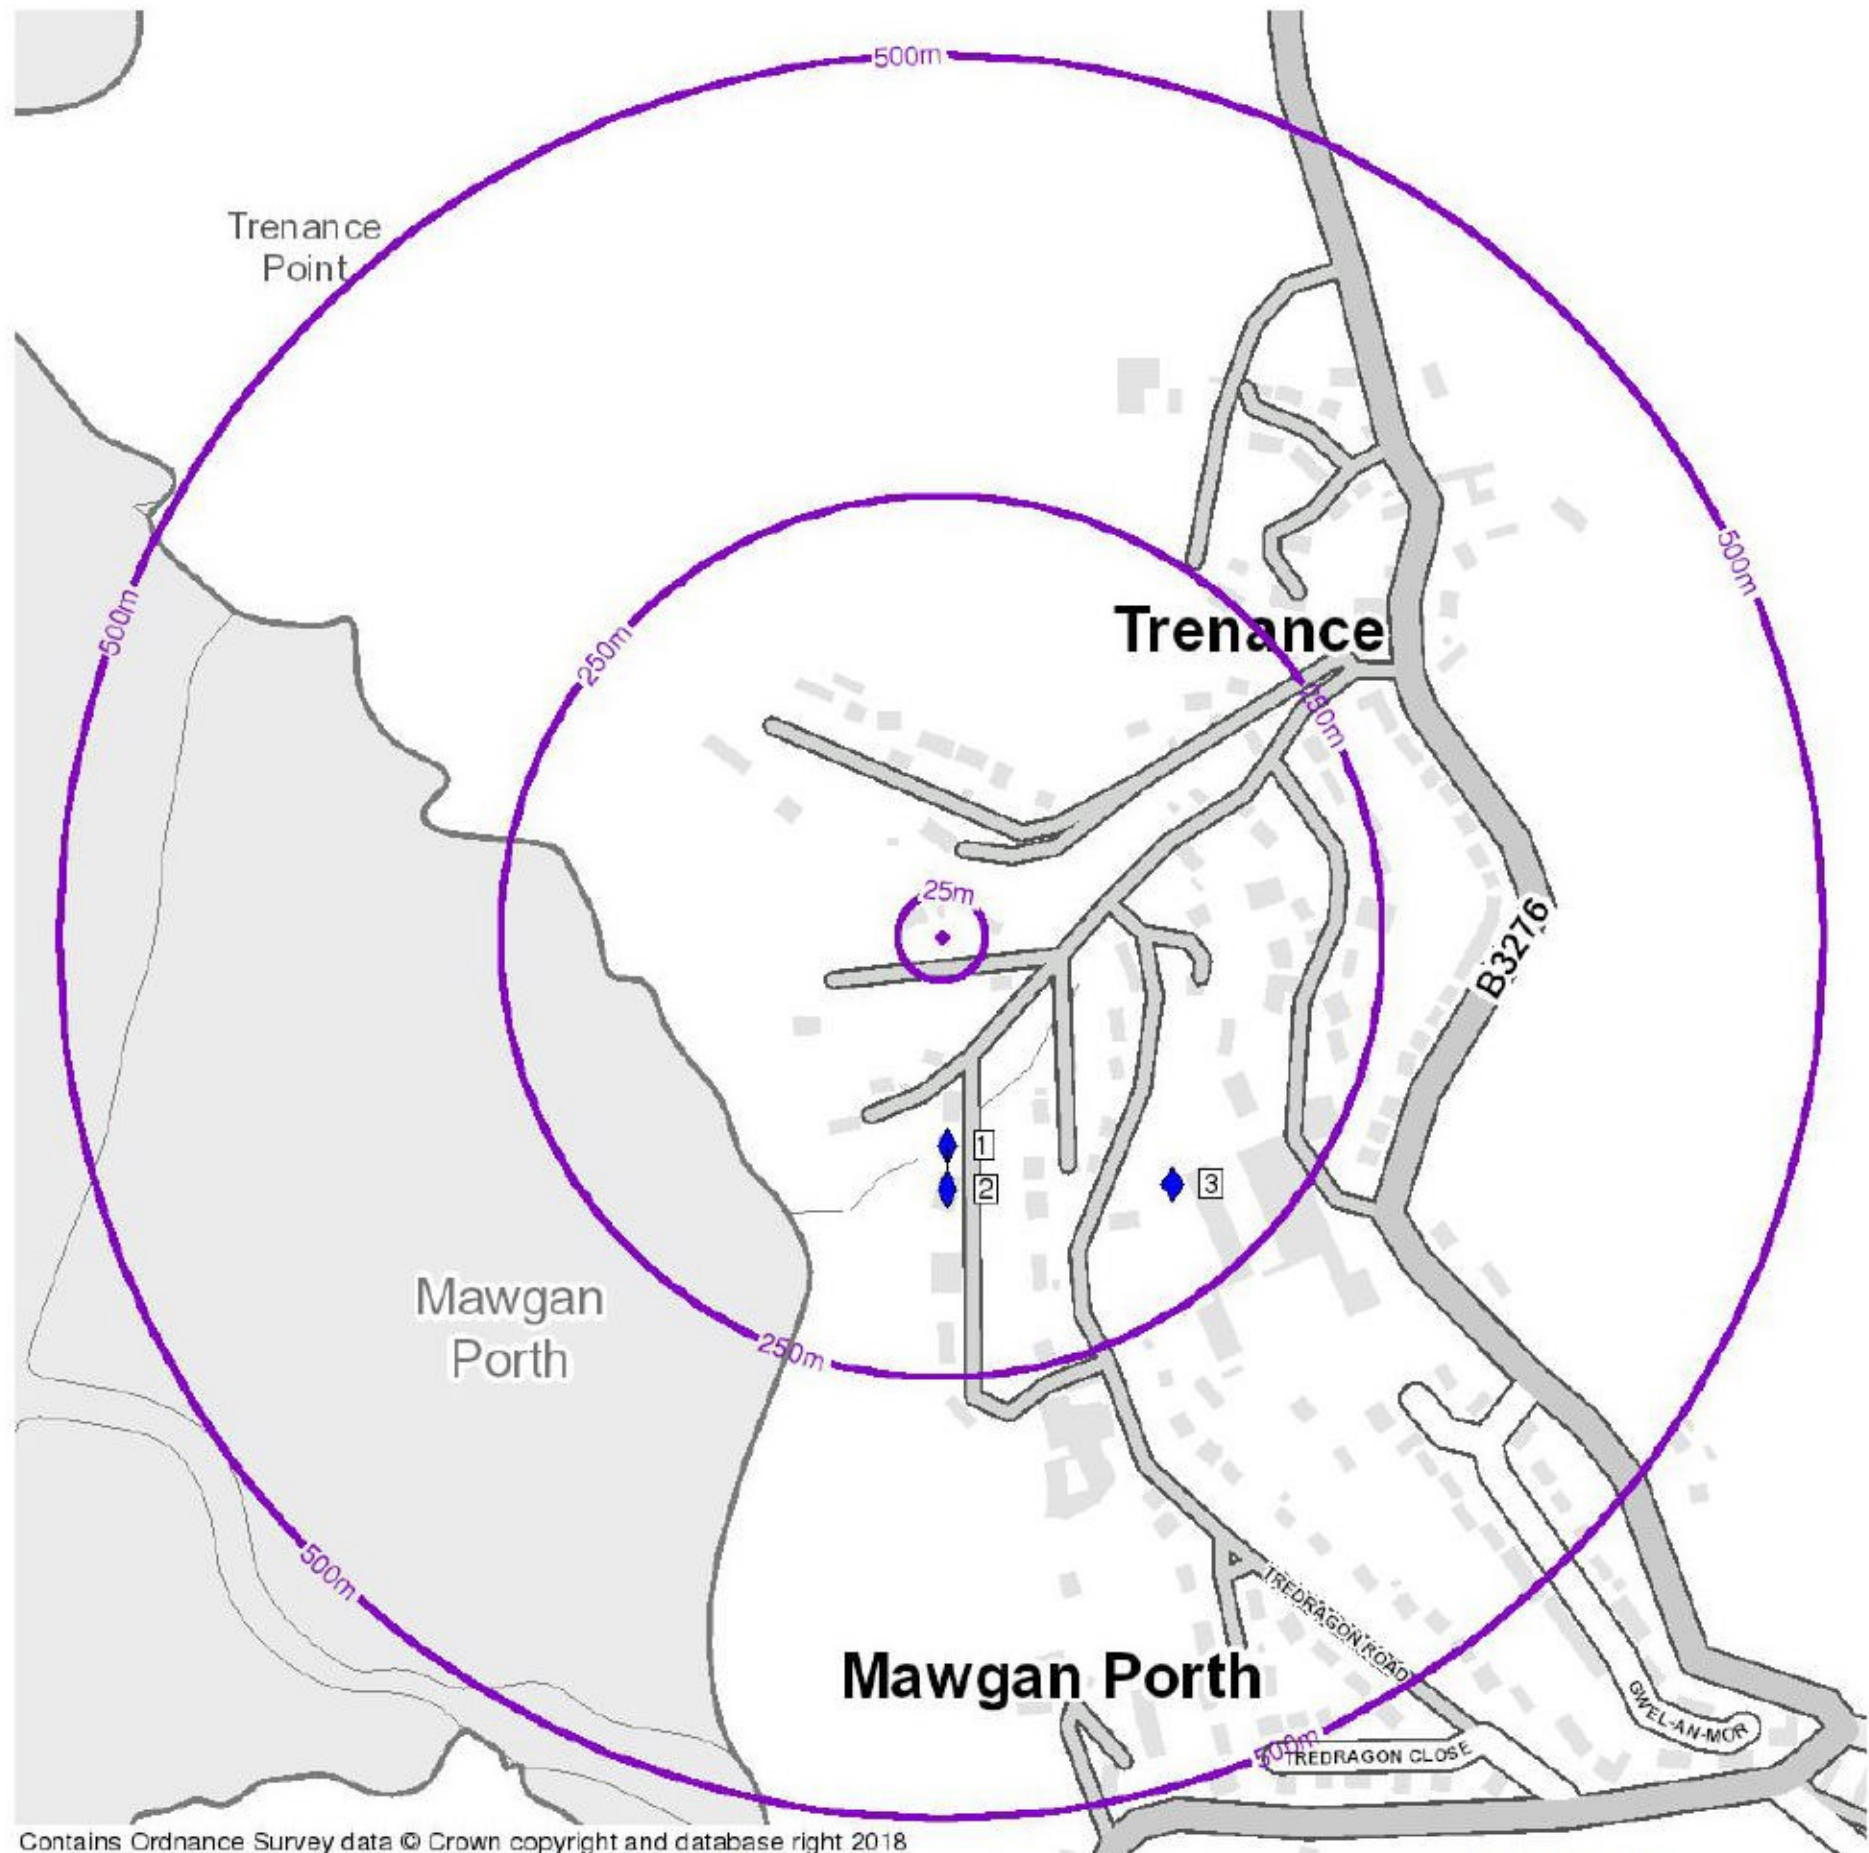 500m
Trenance
Point
500m
500m
250m
Trenance
250m
25m
B3276
1
2
3
Mawgan
Porth
250m
500m
TREDRAGON ROAD
Mawgan Porth
GWEL-AN-MOR
500m
TREDRAGON CLOSE
Contains Ordnance Survey data © Crown copyright and database right 2018